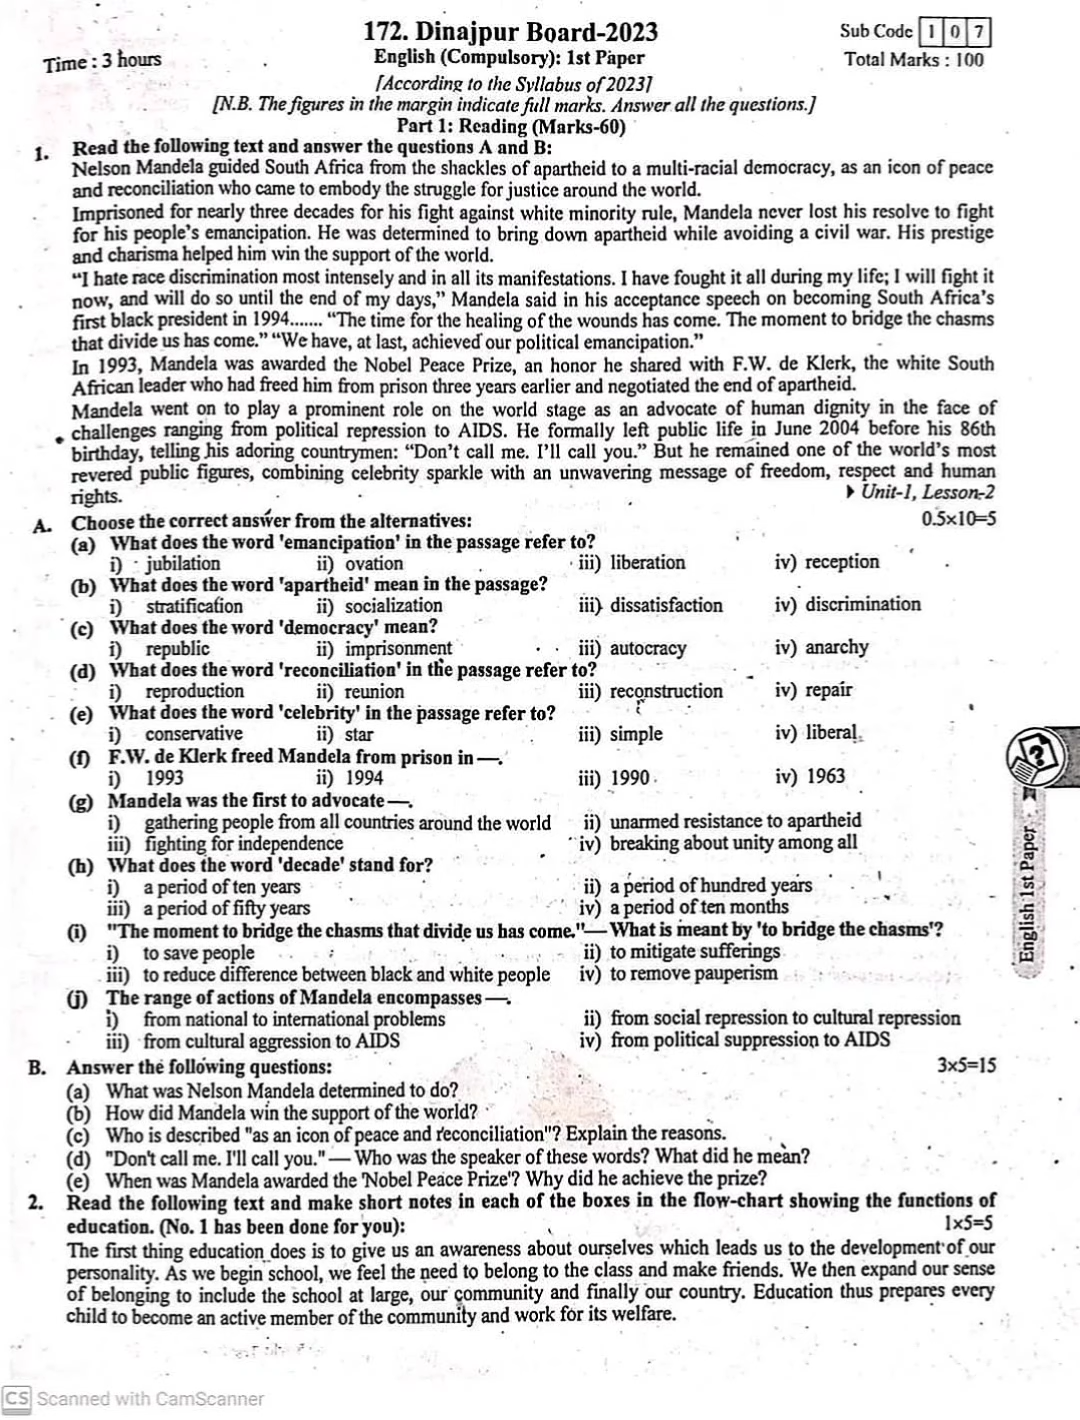 172. Dinajpur Board-2023
Sub Code 1 0 7
Time : 3 hours
English (Compulsory): 1st Paper
Total Marks : 100
[According to the Syllabus of 2023]
[N.B. The figures in the margin indicate full marks. Answer all the questions.]
Part 1: Reading (Marks-60)
1. Read the following text and answer the questions A and B:
Nelson Mandela guided South Africa from the shackles of apartheid to a multi-racial democracy, as an icon of peace
and reconciliation who came to embody the struggle for justice around the world.
Imprisoned for nearly three decades for his fight against white minority rule, Mandela never lost his resolve to fight
for his people's emancipation. He was determined to bring down apartheid while avoiding a civil war. His prestige
and charisma helped him win the support of the world.
"I hate race discrimination most intensely and in all its manifestations. I have fought it all during my life; I will fight it
now, and will do so until the end of my days," Mandela said in his acceptance speech on becoming South Africa's
first black president in 1994....... "The time for the healing of the wounds has come. The moment to bridge the chasms
that divide us has come." "We have, at last, achieved our political emancipation."
In 1993, Mandela was awarded the Nobel Peace Prize, an honor he shared with F.W. de Klerk, the white South
African leader who had freed him from prison three years earlier and negotiated the end of apartheid.
Mandela went on to play a prominent role on the world stage as an advocate of human dignity in the face of
challenges ranging from political repression to AIDS. He formally left public life in June 2004 before his 86th
birthday, telling his adoring countrymen: "Don't call me. I'll call you." But he remained one of the world's most
revered public figures, combining celebrity sparkle with an unwavering message of freedom, respect and human
rights.
▶ Unit-1, Lesson-2
A. Choose the correct answer from the alternatives:
0.5×10=5
(a) What does the word 'emancipation' in the passage refer to?
i) jubilation ii) ovation iii) liberation iv) reception
(b) What does the word 'apartheid' mean in the passage?
i) stratification ii) socialization iii) dissatisfaction iv) discrimination
(c) What does the word 'democracy' mean?
i) republic ii) imprisonment iii) autocracy iv) anarchy
(d) What does the word 'reconciliation' in the passage refer to?
i) reproduction ii) reunion iii) reconstruction iv) repair
(e) What does the word 'celebrity' in the passage refer to?
i) conservative ii) star iii) simple iv) liberal
(f) F.W. de Klerk freed Mandela from prison in —.
i) 1993 ii) 1994 iii) 1990 iv) 1963
(g) Mandela was the first to advocate —.
i) gathering people from all countries around the world ii) unarmed resistance to apartheid
iii) fighting for independence iv) breaking about unity among all
(h) What does the word 'decade' stand for?
i) a period of ten years ii) a period of hundred years
iii) a period of fifty years iv) a period of ten months
(i) "The moment to bridge the chasms that divide us has come."— What is meant by 'to bridge the chasms'?
i) to save people ii) to mitigate sufferings
iii) to reduce difference between black and white people iv) to remove pauperism
(j) The range of actions of Mandela encompasses —.
i) from national to international problems ii) from social repression to cultural repression
iii) from cultural aggression to AIDS iv) from political suppression to AIDS
B. Answer the following questions:
3×5=15
(a) What was Nelson Mandela determined to do?
(b) How did Mandela win the support of the world?
(c) Who is described "as an icon of peace and reconciliation"? Explain the reasons.
(d) "Don't call me. I'll call you." — Who was the speaker of these words? What did he mean?
(e) When was Mandela awarded the 'Nobel Peace Prize'? Why did he achieve the prize?
2. Read the following text and make short notes in each of the boxes in the flow-chart showing the functions of
education. (No. 1 has been done for you):
1×5=5
The first thing education does is to give us an awareness about ourselves which leads us to the development of our
personality. As we begin school, we feel the need to belong to the class and make friends. We then expand our sense
of belonging to include the school at large, our community and finally our country. Education thus prepares every
child to become an active member of the community and work for its welfare.
English 1st Paper
CS Scanned with CamScanner